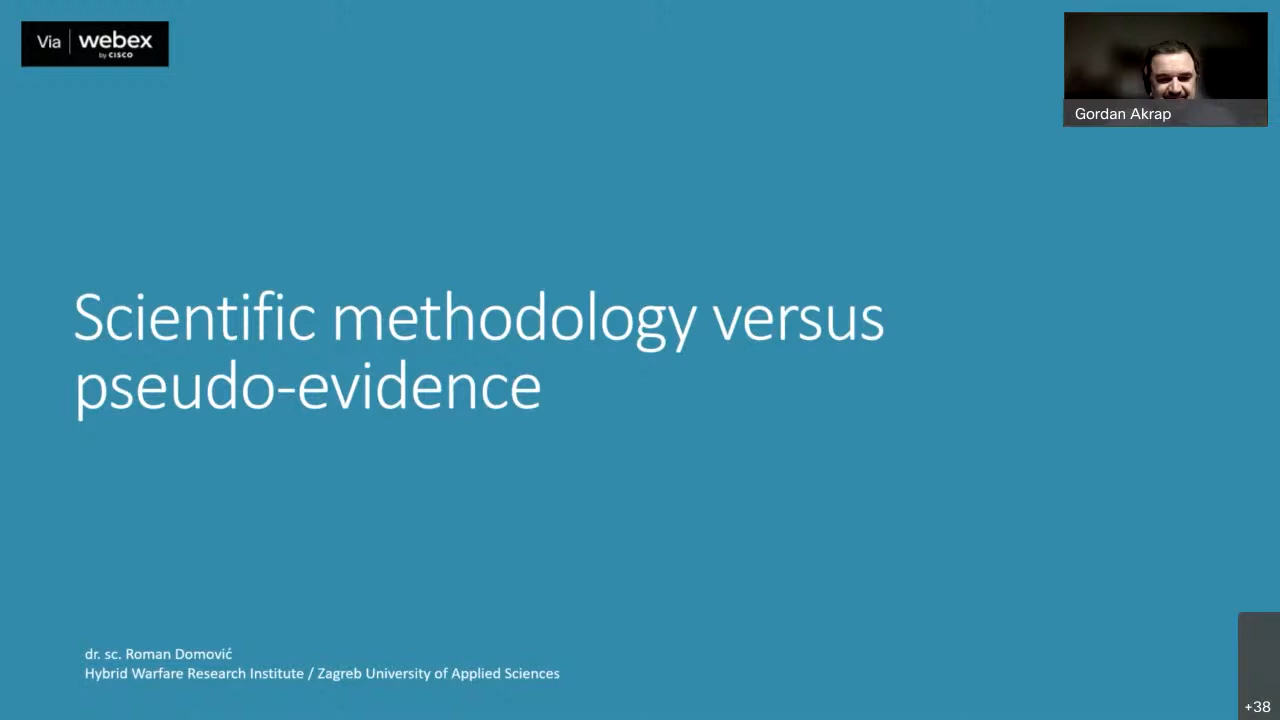 Via | webex
by CISCO
Gordan Akrap
Scientific methodology versus
pseudo-evidence
dr. sc. Roman Domović
Hybrid Warfare Research Institute / Zagreb University of Applied Sciences
+38